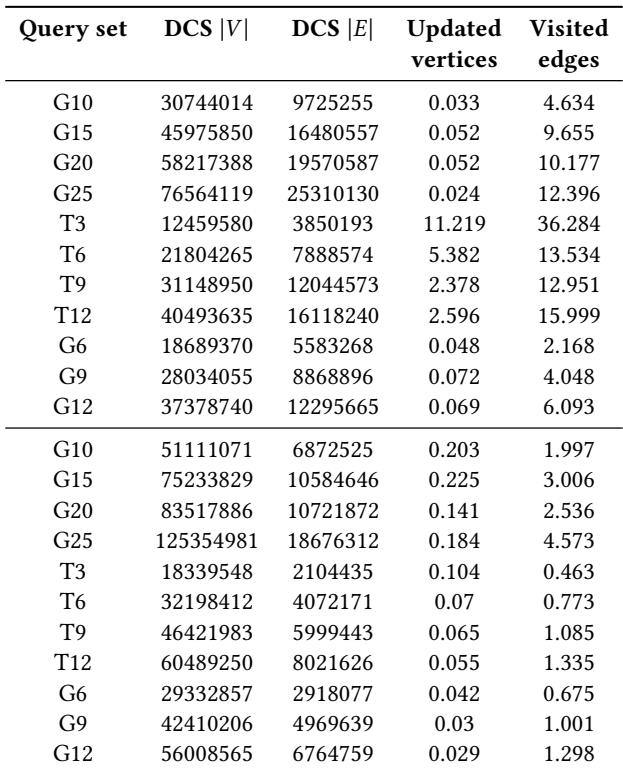 Query set DCS |V| DCS |E| Updated Visited
vertices edges
G10 30744014 9725255 0.033 4.634
G15 45975850 16480557 0.052 9.655
G20 58217388 19570587 0.052 10.177
G25 76564119 25310130 0.024 12.396
T3 12459580 3850193 11.219 36.284
T6 21804265 7888574 5.382 13.534
T9 31148950 12044573 2.378 12.951
T12 40493635 16118240 2.596 15.999
G6 18689370 5583268 0.048 2.168
G9 28034055 8868896 0.072 4.048
G12 37378740 12295665 0.069 6.093
G10 51111071 6872525 0.203 1.997
G15 75233829 10584646 0.225 3.006
G20 83517886 10721872 0.141 2.536
G25 125354981 18676312 0.184 4.573
T3 18339548 2104435 0.104 0.463
T6 32198412 4072171 0.07 0.773
T9 46421983 5999443 0.065 1.085
T12 60489250 8021626 0.055 1.335
G6 29332857 2918077 0.042 0.675
G9 42410206 4969639 0.03 1.001
G12 56008565 6764759 0.029 1.298